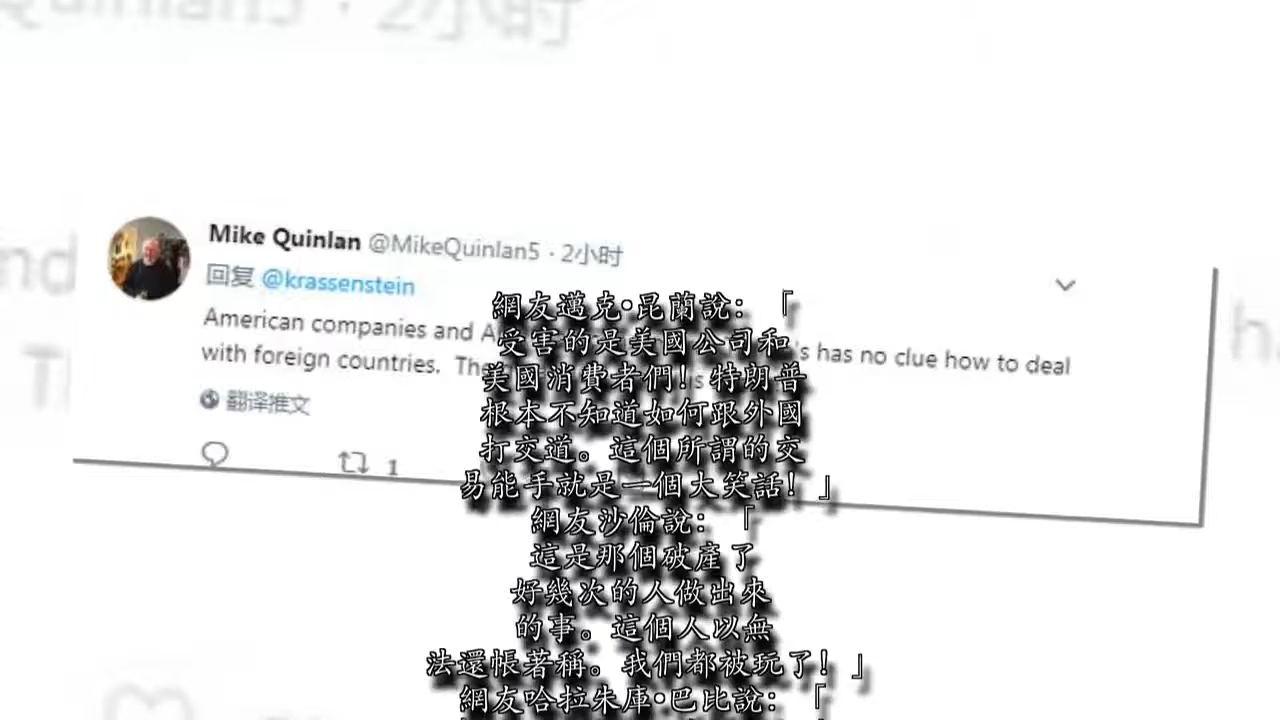 Quinlan5 · 2小时
Mike Quinlan @MikeQuinlan5 · 2小时
回复 @krassenstein
American companies and A 's has no clue how to deal
with foreign countries. The is
翻译推文
1
網友邁克·昆蘭說：「
受害的是美國公司和
美國消費者們！特朗普
根本不知道如何跟外國
打交道。這個所謂的交
易能手就是一個大笑話！」
網友沙倫說：「
這是那個破產了
好幾次的人做出來
的事。這個人以無
法還帳著稱。我們都被玩了！」
網友哈拉朱庫·巴比說：「